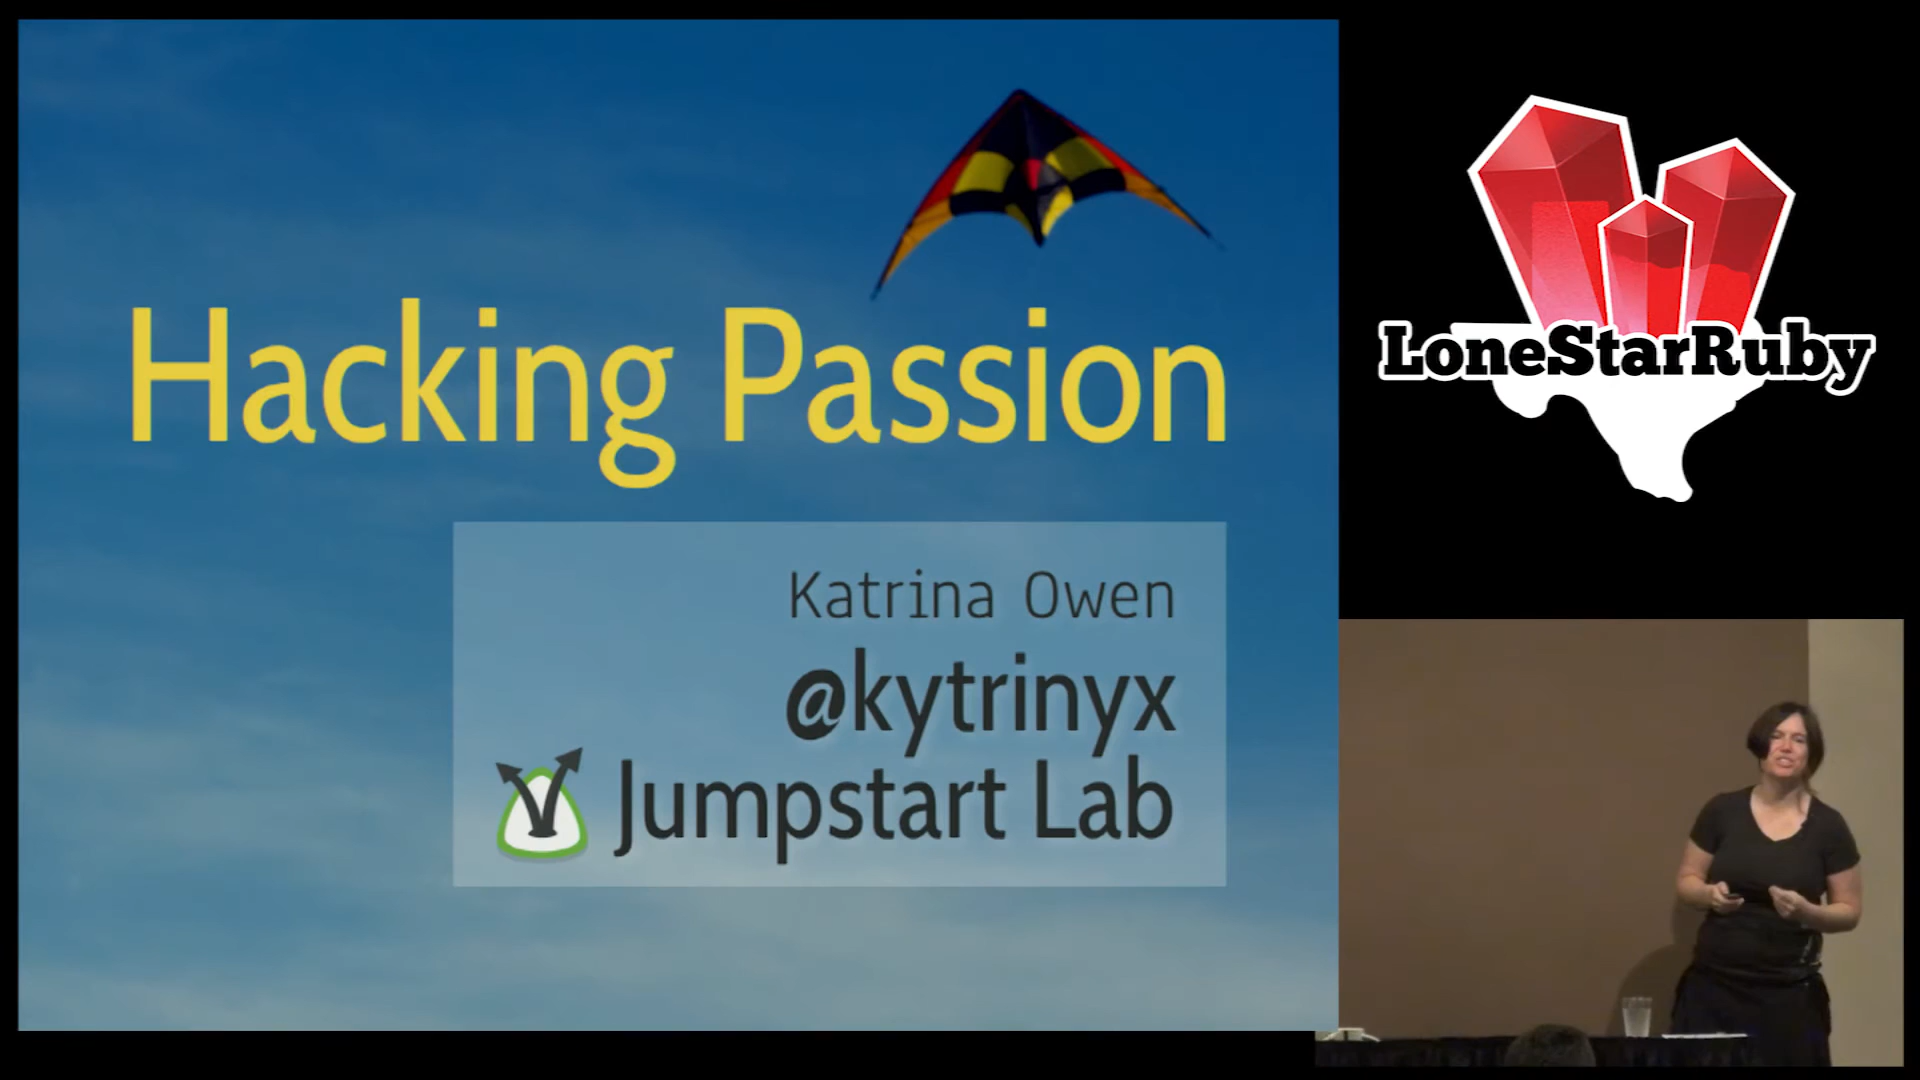 Hacking Passion
Katrina Owen
@kytrinyx
Jumpstart Lab
LoneStarRuby